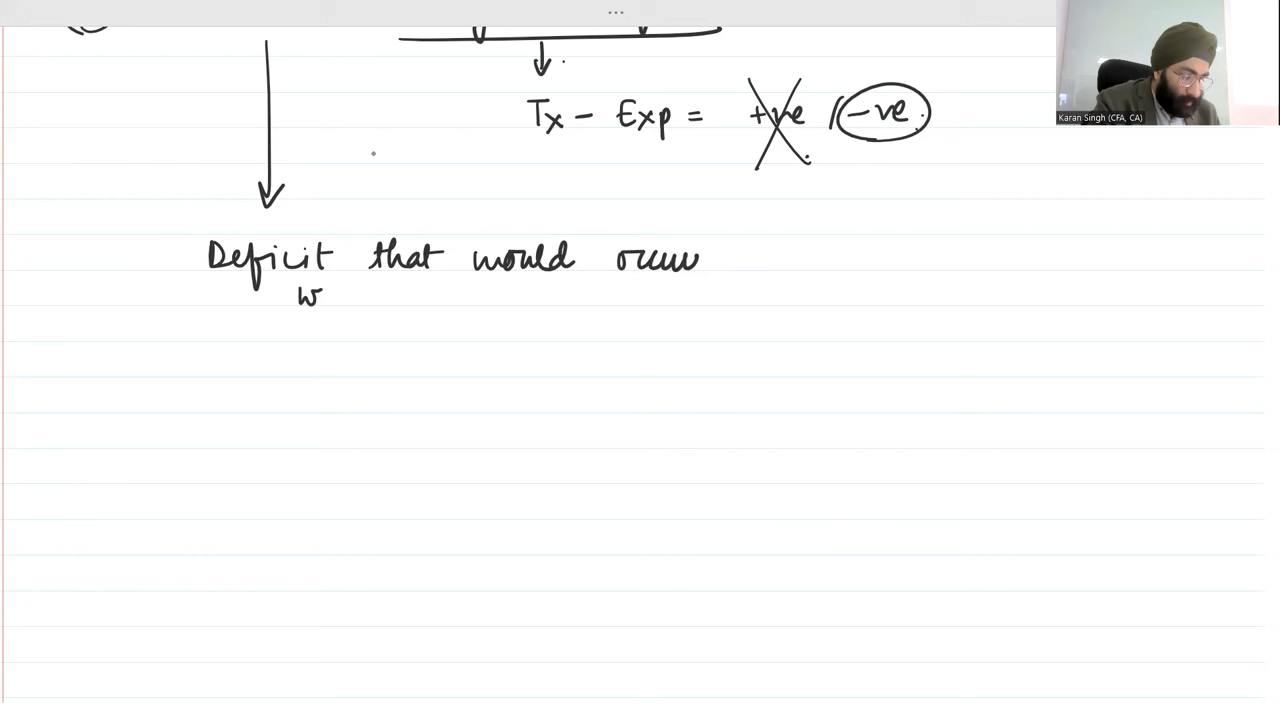 ...
Karan Singh (CFA, CA)
Tx - Exp = +ve / -ve
Deficit that would occur
w